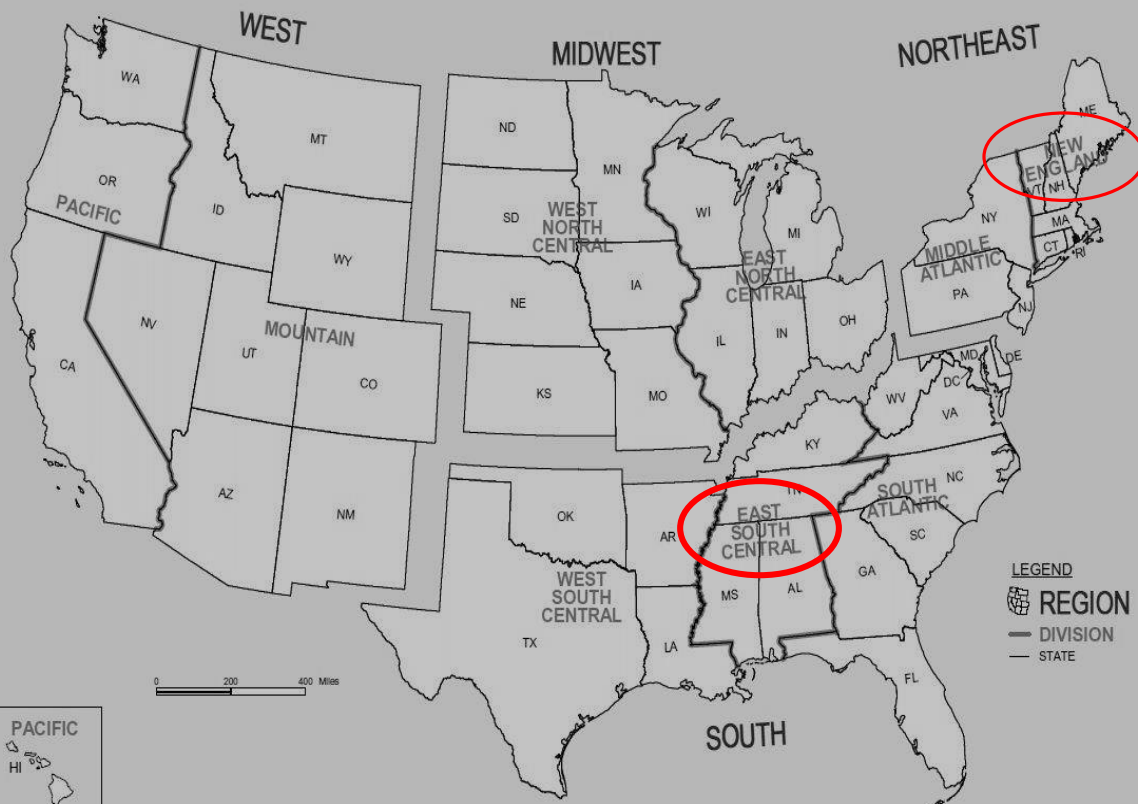 WEST
MIDWEST
NORTHEAST
WA
MT
ND
MN
ME
OR
ID
SD
WI
MI
NEW
ENGLAND
VT
NH
PACIFIC
WEST
NORTH
CENTRAL
NY
MA
CT
RI
WY
EAST
NORTH
CENTRAL
MIDDLE
ATLANTIC
NE
IA
PA
NJ
NV
MOUNTAIN
UT
CA
CO
KS
MO
IL
IN
OH
MD
DE
DC
WV
VA
KY
AZ
NM
OK
AR
TN
NC
SOUTH
ATLANTIC
SC
EAST
SOUTH
CENTRAL
MS
AL
GA
WEST
SOUTH
CENTRAL
TX
LA
FL
LEGEND
REGION
DIVISION
STATE
0 200 400 Miles
SOUTH
PACIFIC
HI